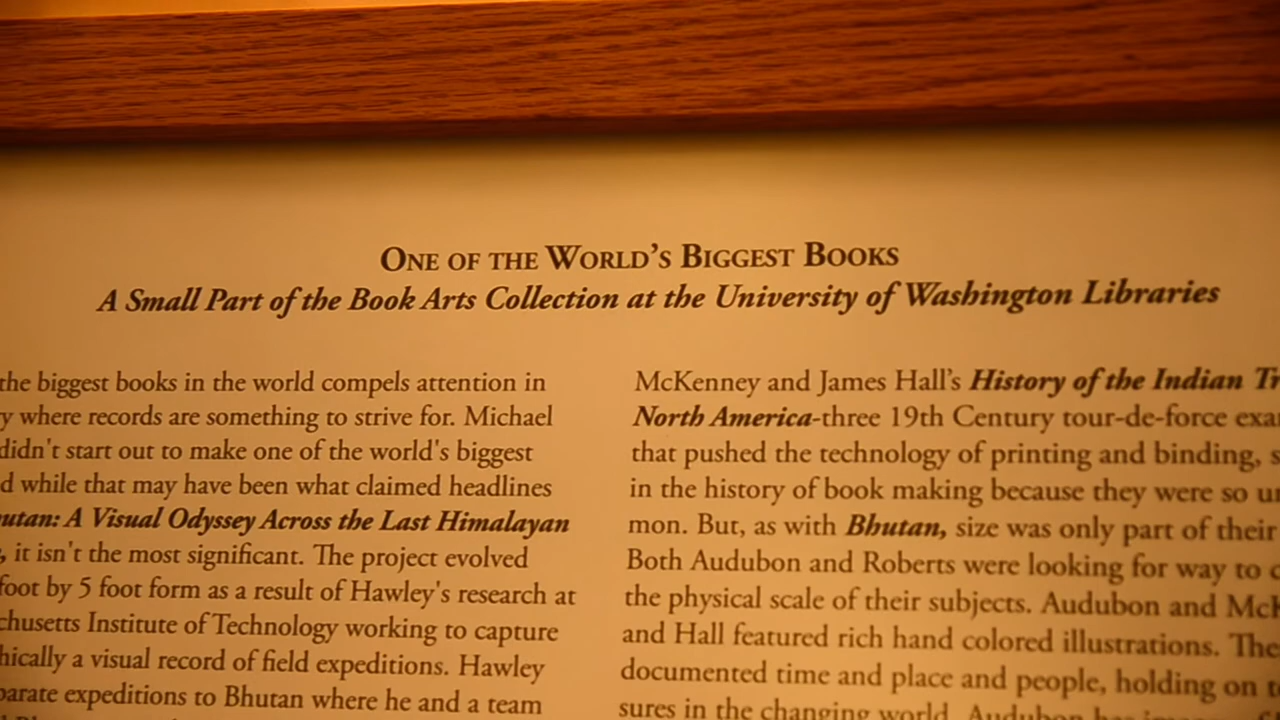 ONE OF THE WORLD'S BIGGEST BOOKS
A Small Part of the Book Arts Collection at the University of Washington Libraries
the biggest books in the world compels attention in
where records are something to strive for. Michael
didn't start out to make one of the world's biggest
while that may have been what claimed headlines
A Visual Odyssey Across the Last Himalayan
it isn't the most significant. The project evolved
foot by 5 foot form as a result of Hawley's research at
Institute of Technology working to capture
a visual record of field expeditions. Hawley
expeditions to Bhutan where he and a team
McKenney and James Hall's History of the Indian
North America-three 19th Century tour-de-force
that pushed the technology of printing and binding,
in the history of book making because they were so
mon. But, as with Bhutan, size was only part of their
Both Audubon and Roberts were looking for way to
the physical scale of their subjects. Audubon and
and Hall featured rich hand colored illustrations.
documented time and place and people, holding on
sures in the changing world. Audubon